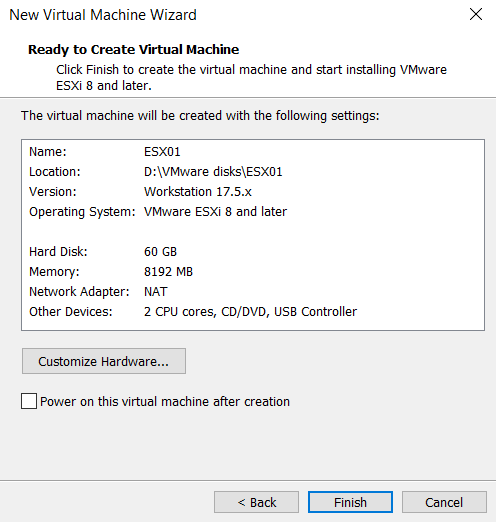 New Virtual Machine Wizard
Ready to Create Virtual Machine
Click Finish to create the virtual machine and start installing VMware
ESXi 8 and later.
The virtual machine will be created with the following settings:
Name: ESX01
Location: D:\VMware disks\ESX01
Version: Workstation 17.5.x
Operating System: VMware ESXi 8 and later
Hard Disk: 60 GB
Memory: 8192 MB
Network Adapter: NAT
Other Devices: 2 CPU cores, CD/DVD, USB Controller
Customize Hardware...
Power on this virtual machine after creation
< Back Finish Cancel